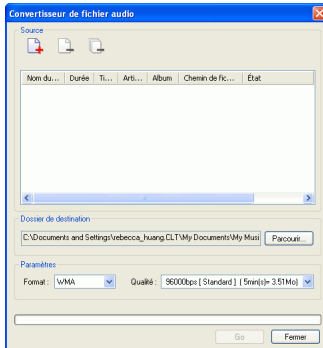 Convertisseur de fichier audio
Source
Nom du... Durée Ti... Arti... Album Chemin de fic... État
Dossier de destination
C:\Documents and Settings\rebecca_huang.CLT\My Documents\My Musi Parcourir...
Paramètres
Format : WMA Qualité : 96000bps [ Standard ] ( 5min(s)= 3.51Mo)
Go Fermer